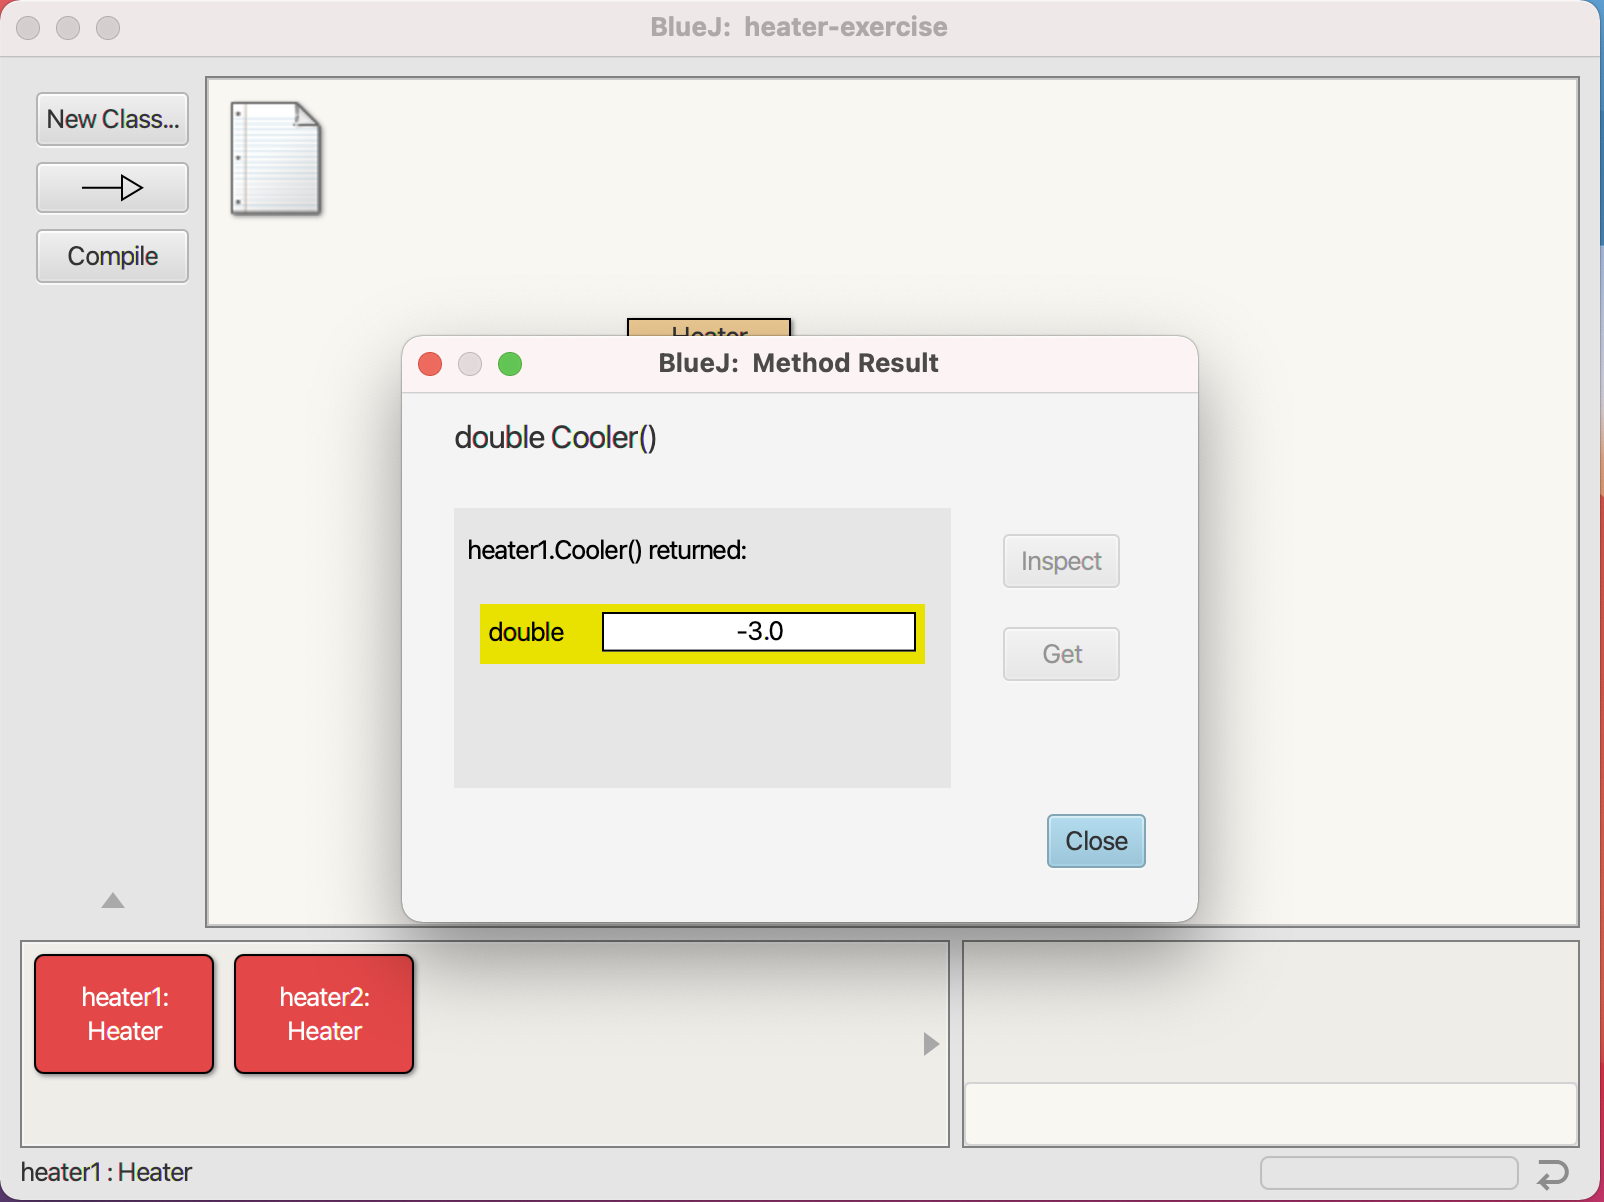 BlueJ: heater-exercise
New Class...
Compile
Heater
BlueJ: Method Result
double Cooler()
heater1.Cooler() returned:
double
-3.0
Inspect
Get
Close
heater1:
Heater
heater2:
Heater
heater1 : Heater